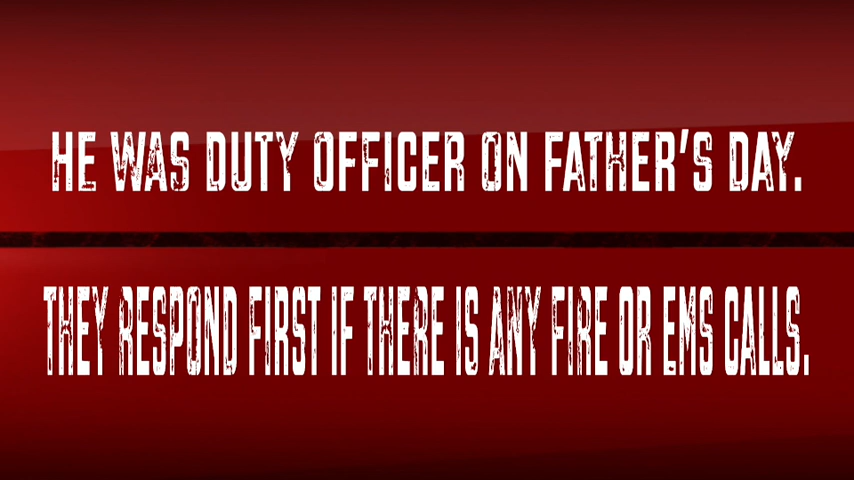 HE WAS DUTY OFFICER ON FATHER'S DAY.
THEY RESPOND FIRST IF THERE IS ANY FIRE OR EMS CALLS.